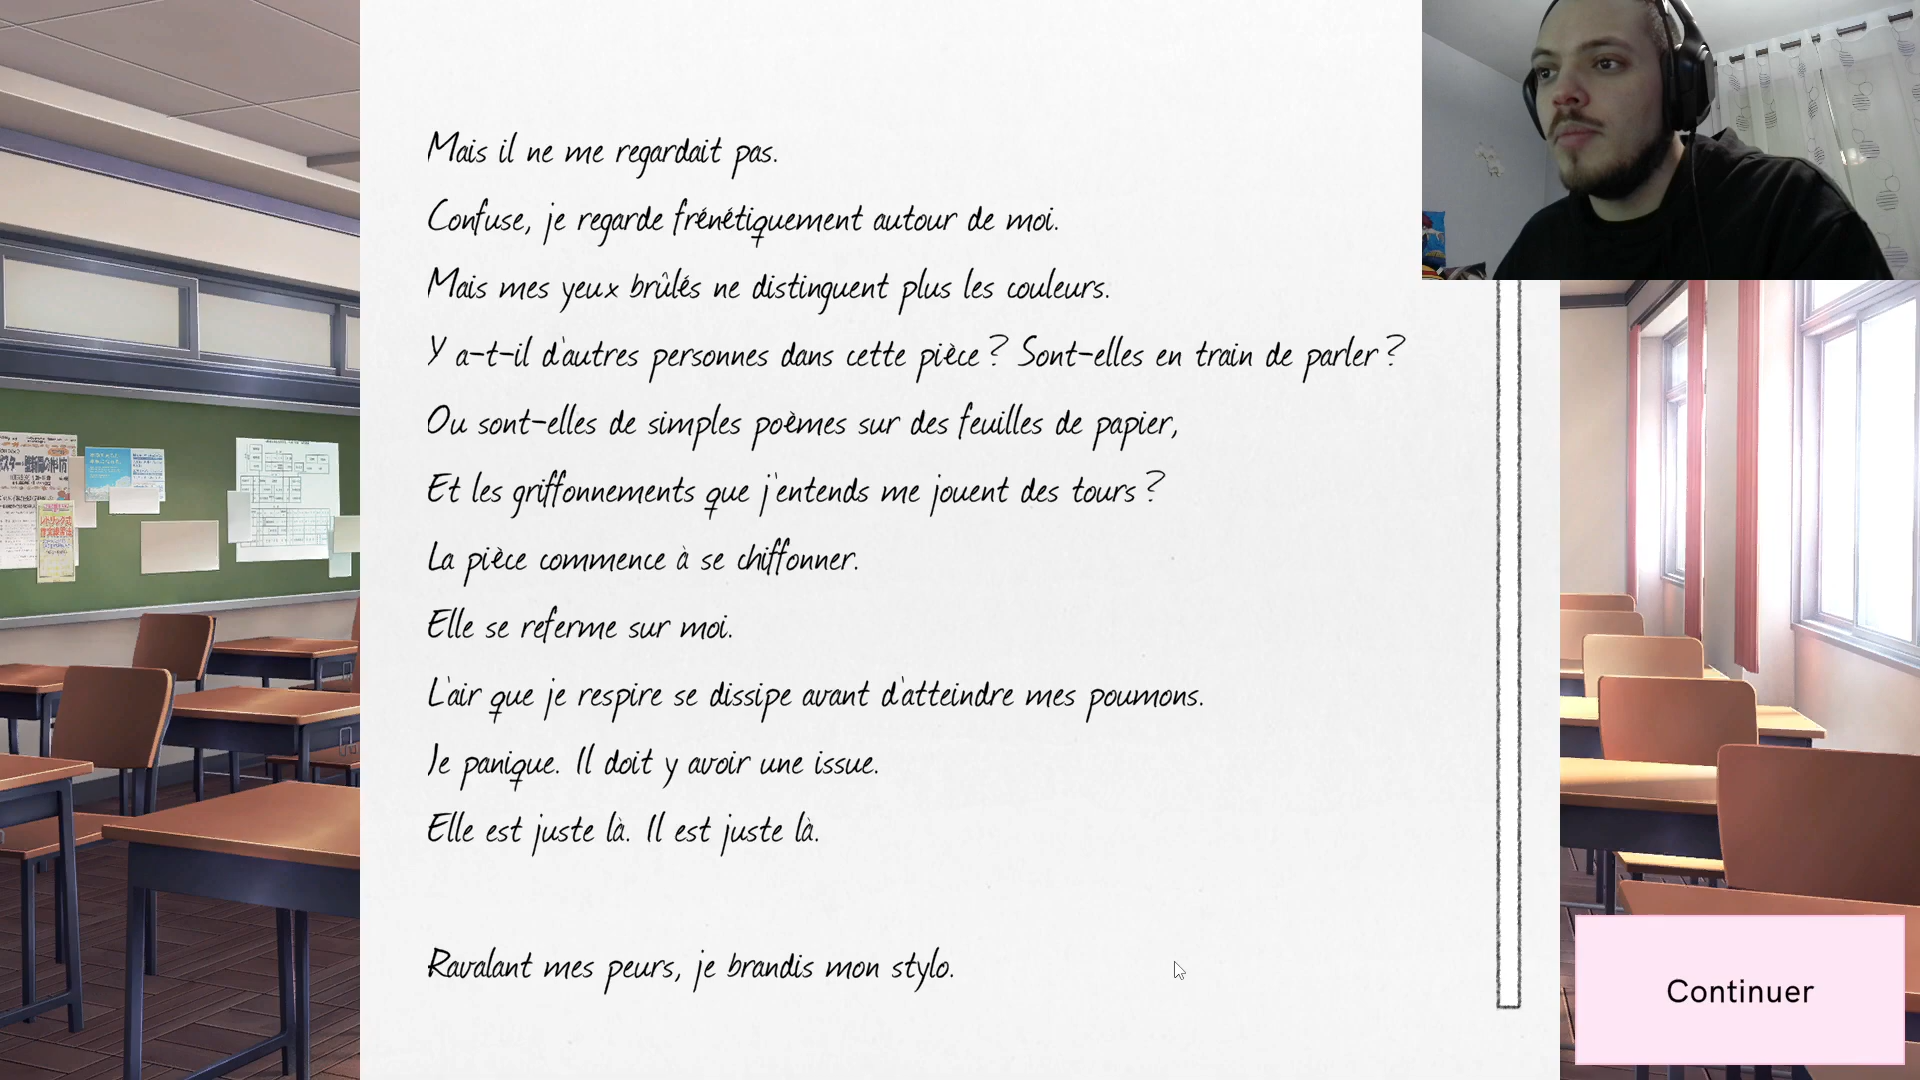 Mais il ne me regardait pas.
Confuse, je regarde frénétiquement autour de moi.
Mais mes yeux brûlés ne distinguent plus les couleurs.
Y a-t-il d'autres personnes dans cette pièce ? Sont-elles en train de parler ?
Ou sont-elles de simples poèmes sur des feuilles de papier,
Et les griffonnements que j'entends me jouent des tours ?
La pièce commence à se chiffonner.
Elle se referme sur moi.
L'air que je respire se dissipe avant d'atteindre mes poumons.
Je panique. Il doit y avoir une issue.
Elle est juste là. Il est juste là.
Ravalant mes peurs, je brandis mon stylo.
Continuer